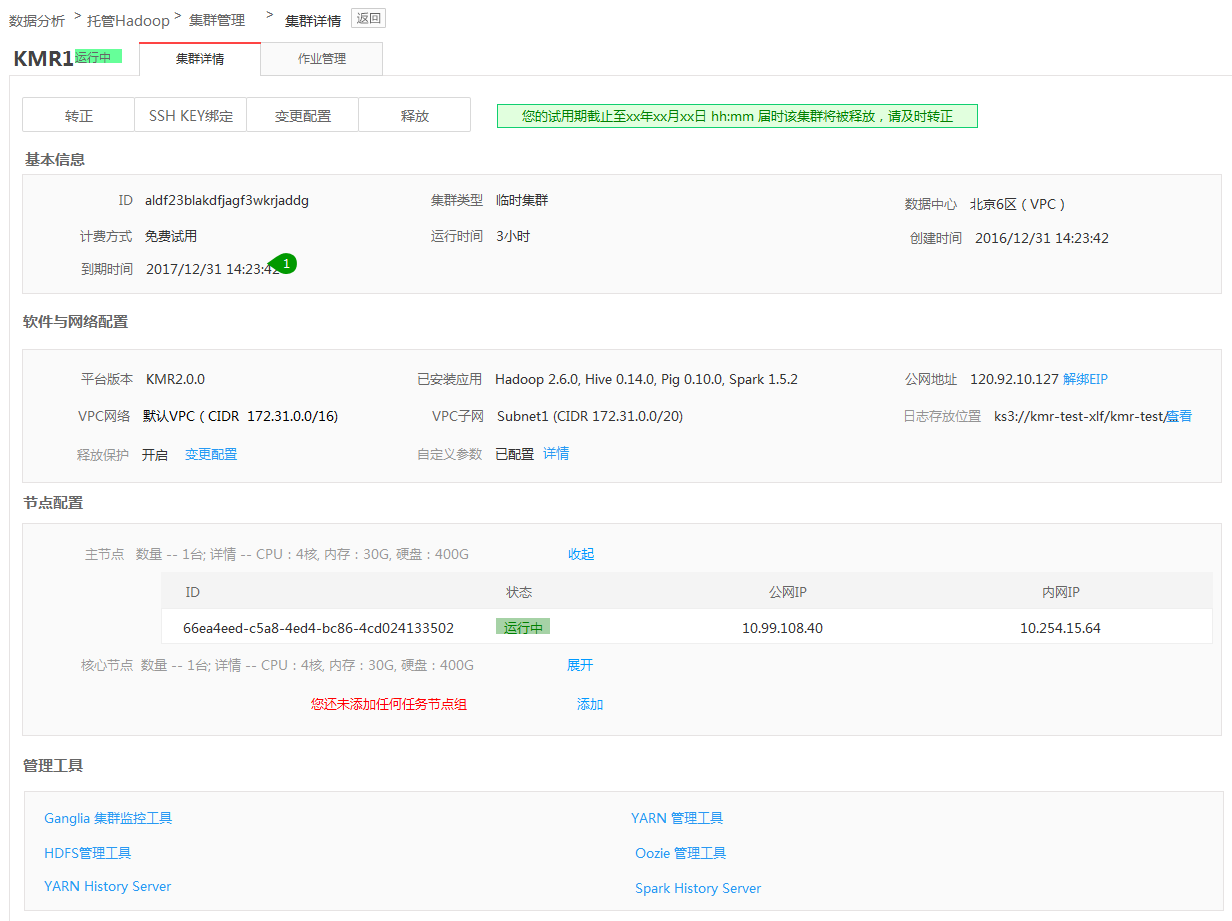 数据分析 > 托管Hadoop > 集群管理 > 集群详情 返回
KMR1 运行中 集群详情 作业管理
转正 SSH KEY绑定 变更配置 释放 您的试用期截止至xx年xx月xx日 hh:mm 届时该集群将被释放，请及时转正
基本信息
ID aldf23blakdfjagf3wkrjaddg 集群类型 临时集群 数据中心 北京6区（VPC）
计费方式 免费试用 运行时间 3小时 创建时间 2016/12/31 14:23:42
到期时间 2017/12/31 14:23:42 1
软件与网络配置
平台版本 KMR2.0.0 已安装应用 Hadoop 2.6.0, Hive 0.14.0, Pig 0.10.0, Spark 1.5.2 公网地址 120.92.10.127 解绑EIP
VPC网络 默认VPC（CIDR 172.31.0.0/16) VPC子网 Subnet1 (CIDR 172.31.0.0/20) 日志存放位置 ks3://kmr-test-xlf/kmr-test/查看
释放保护 开启 变更配置 自定义参数 已配置 详情
节点配置
主节点 数量 -- 1台; 详情 -- CPU：4核, 内存：30G, 硬盘：400G 收起
ID 状态 公网IP 内网IP
66ea4eed-c5a8-4ed4-bc86-4cd024133502 运行中 10.99.108.40 10.254.15.64
核心节点 数量 -- 1台; 详情 -- CPU：4核, 内存：30G, 硬盘：400G 展开
您还未添加任何任务节点组 添加
管理工具
Ganglia 集群监控工具 YARN 管理工具
HDFS管理工具 Oozie 管理工具
YARN History Server Spark History Server